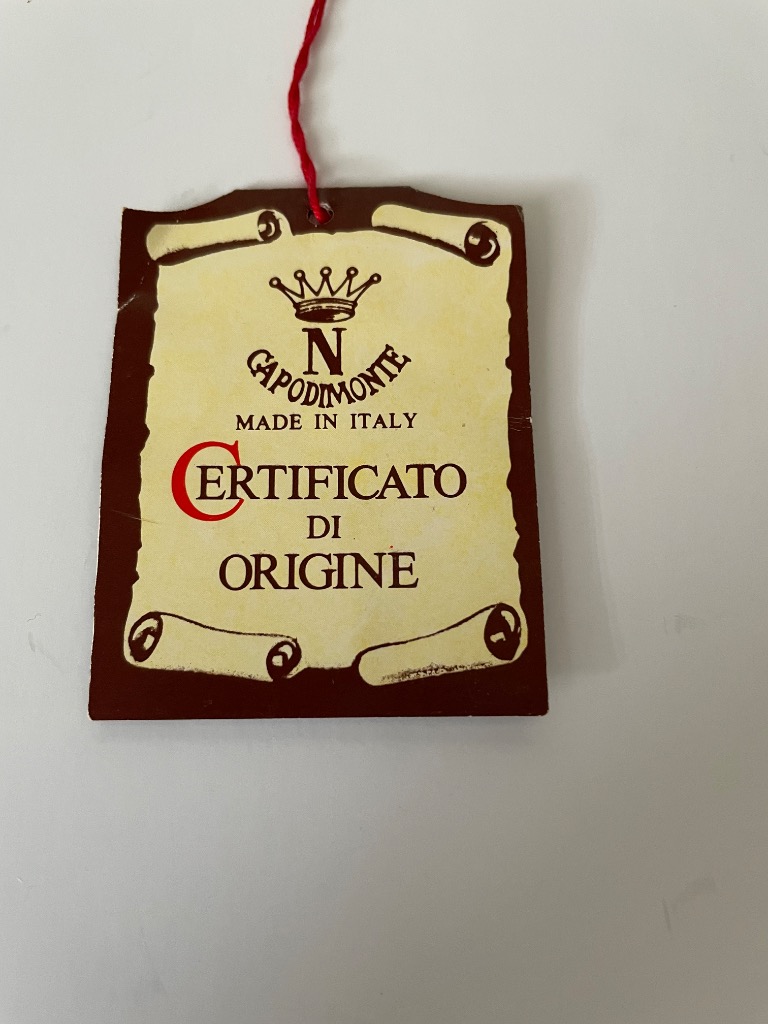 N
CAPODIMONTE
MADE IN ITALY
CERTIFICATO
DI
ORIGINE